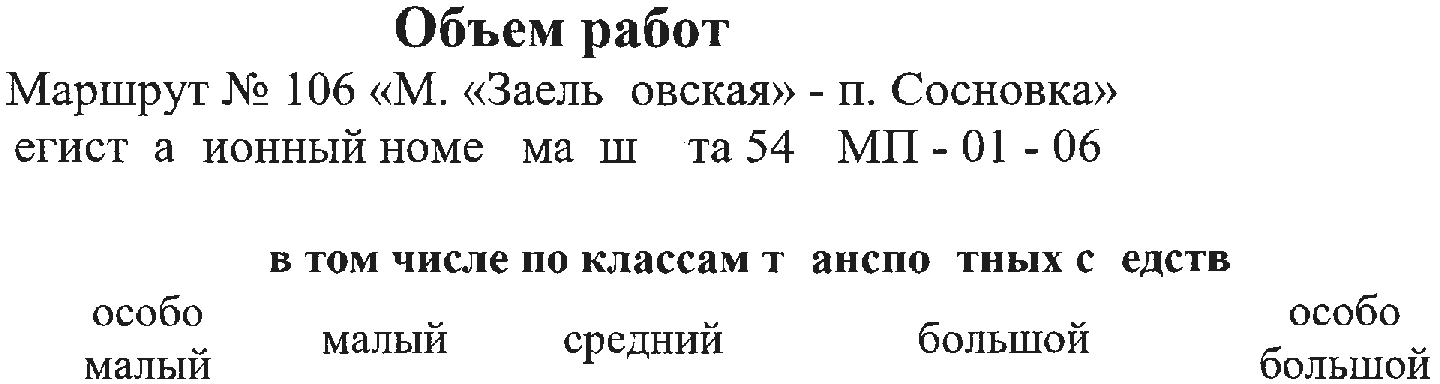 Объем работ
Маршрут № 106 «М. «Заель овская» - п. Сосновка»
егист а ионный номе ма ш та 54 МП - 01 - 06
в том числе по классам т анспо тных с едств
особо малый малый средний большой особо большой